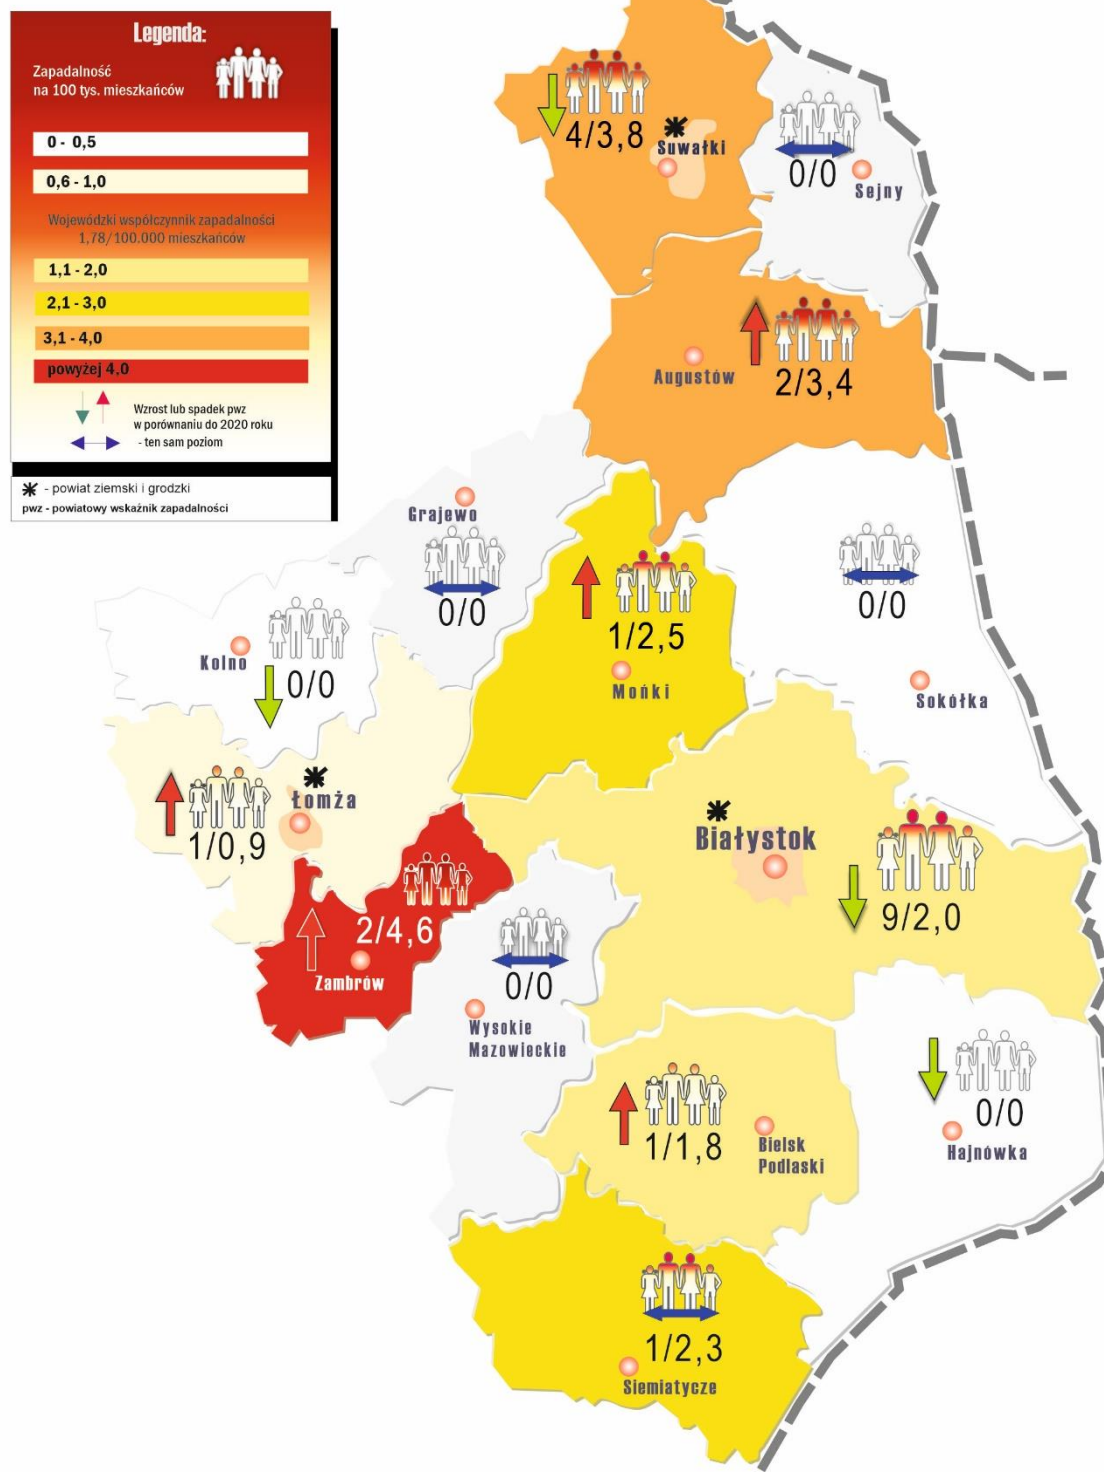 Legenda:
Zapadalność
na 100 tys. mieszkańców
0 - 0,5
0,6 - 1,0
Wojewódzki współczynnik zapadalności
1,78/100.000 mieszkańców
1,1 - 2,0
2,1 - 3,0
3,1 - 4,0
powyżej 4,0
Wzrost lub spadek pwz
w porównaniu do 2020 roku
- ten sam poziom
- powiat ziemski i grodzki
pwz - powiatowy wskaźnik zapadalności
4/3,8
Suwałki
0/0
Sejny
Augustów
2/3,4
Grajewo
0/0
1/2,5
Mońki
0/0
Sokółka
Kolno
0/0
Łomża
1/0,9
Białystok
9/2,0
2/4,6
Zambrów
0/0
Wysokie
Mazowieckie
1/1,8
Bielsk
Podlaski
0/0
Hajnówka
1/2,3
Siemiatycze